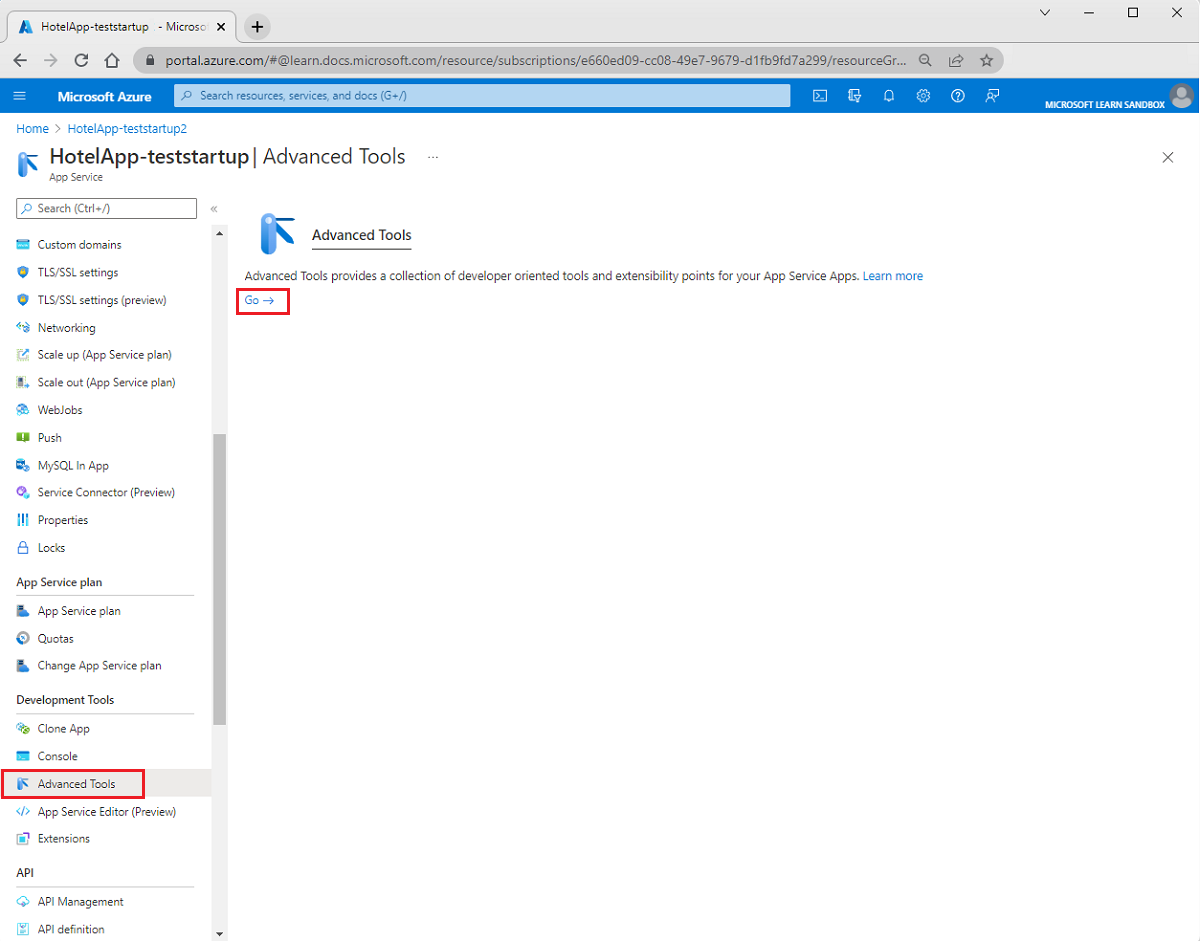 HotelApp-teststartup - Microso
portal.azure.com/#@learn.docs.microsoft.com/resource/subscriptions/e660ed09-cc08-49e7-9679-d1fb9fd7a299/resourceGr...
Microsoft Azure
Search resources, services, and docs (G+/)
MICROSOFT LEARN SANDBOX
Home > HotelApp-teststartup2
HotelApp-teststartup | Advanced Tools ...
App Service
Search (Ctrl+/)
«
Custom domains
TLS/SSL settings
TLS/SSL settings (preview)
Networking
Scale up (App Service plan)
Scale out (App Service plan)
WebJobs
Push
MySQL In App
Service Connector (Preview)
Properties
Locks
App Service plan
App Service plan
Quotas
Change App Service plan
Development Tools
Clone App
Console
Advanced Tools
App Service Editor (Preview)
Extensions
API
API Management
API definition
Advanced Tools
Advanced Tools provides a collection of developer oriented tools and extensibility points for your App Service Apps. Learn more
Go →